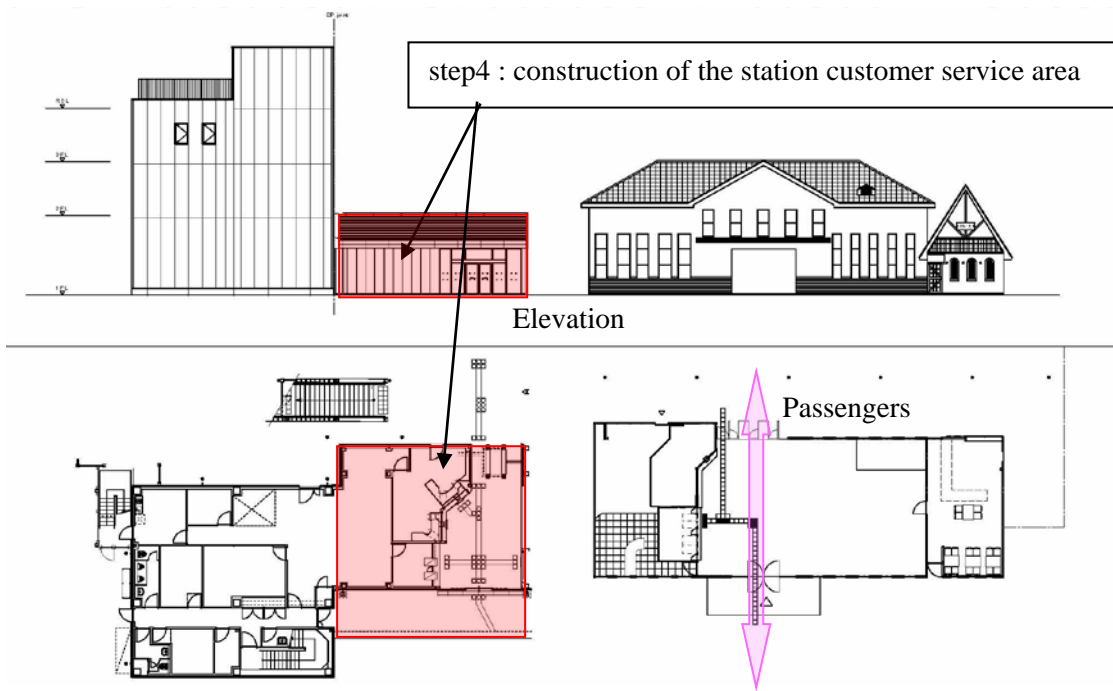 step4 : construction of the station customer service area
Elevation
Passengers